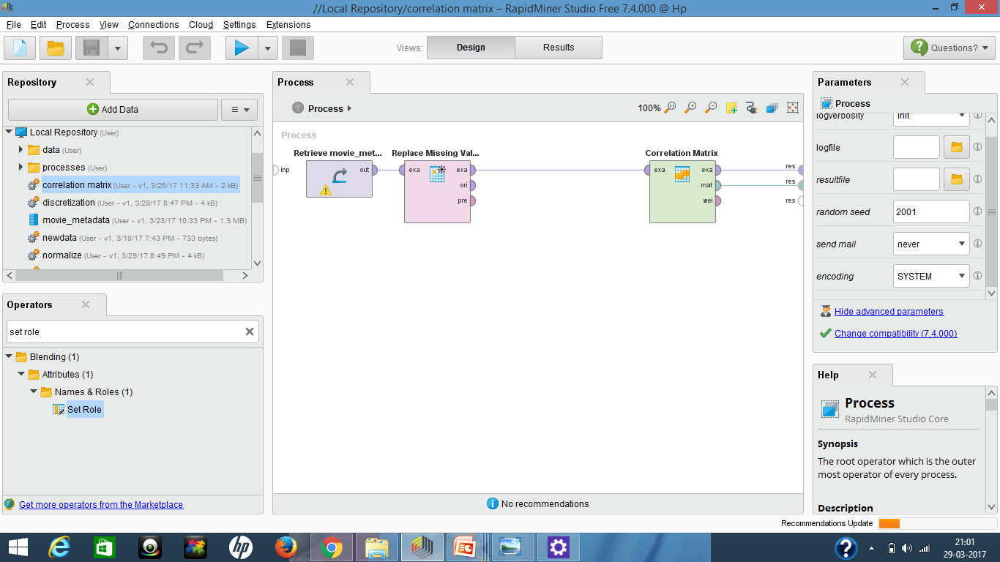 //Local Repository/correlation matrix – RapidMiner Studio Free 7.4.000 @ Hp
File Edit Process View Connections Cloud Settings Extensions
Views: Design Results
Questions?
Repository
Add Data
Local Repository (User)
data (User)
processes (User)
correlation matrix (User - v1, 3/26/17 11:33 AM - 2 kB)
discretization (User - v1, 3/29/17 8:47 PM - 4 kB)
movie_metadata (User - v1, 3/23/17 10:33 PM - 1.3 MB)
newdata (User - v1, 3/18/17 7:43 PM - 733 bytes)
normalize (User - v1, 3/29/17 8:49 PM - 4 kB)
Operators
set role
Blending (1)
Attributes (1)
Names & Roles (1)
Set Role
Get more operators from the Marketplace
Process
Process
100%
Process
Retrieve movie_met...
inp
out
Replace Missing Val...
exa exa
ori
pre
Correlation Matrix
exa exa
mat
wei
res
res
res
No recommendations
Parameters
Process
logverbosity init
logfile
resultfile
random seed 2001
send mail never
encoding SYSTEM
Hide advanced parameters
Change compatibility (7.4.000)
Help
Process
RapidMiner Studio Core
Synopsis
The root operator which is the outer
most operator of every process.
Description
Recommendations Update
21:01
29-03-2017